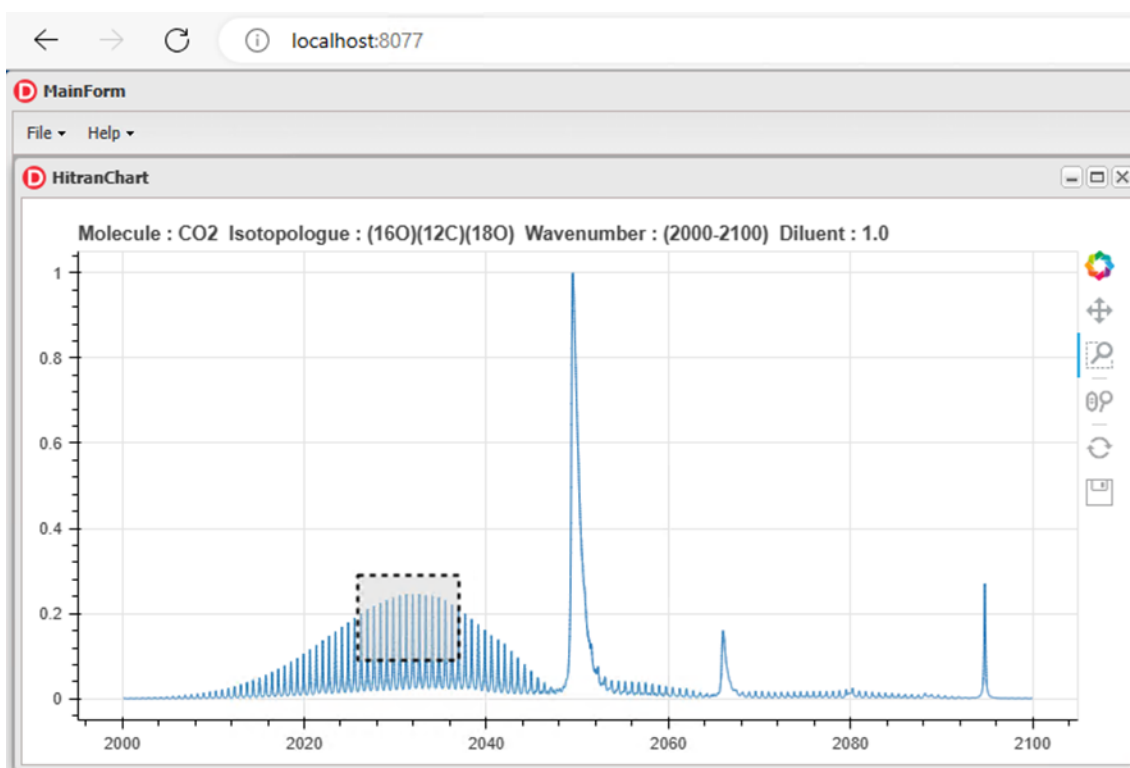 localhost:8077
MainForm
File Help
HitranChart
Molecule : CO2 Isotopologue : (16O)(12C)(18O) Wavenumber : (2000-2100) Diluent : 1.0
1
0.8
0.6
0.4
0.2
0
2000 2020 2040 2060 2080 2100